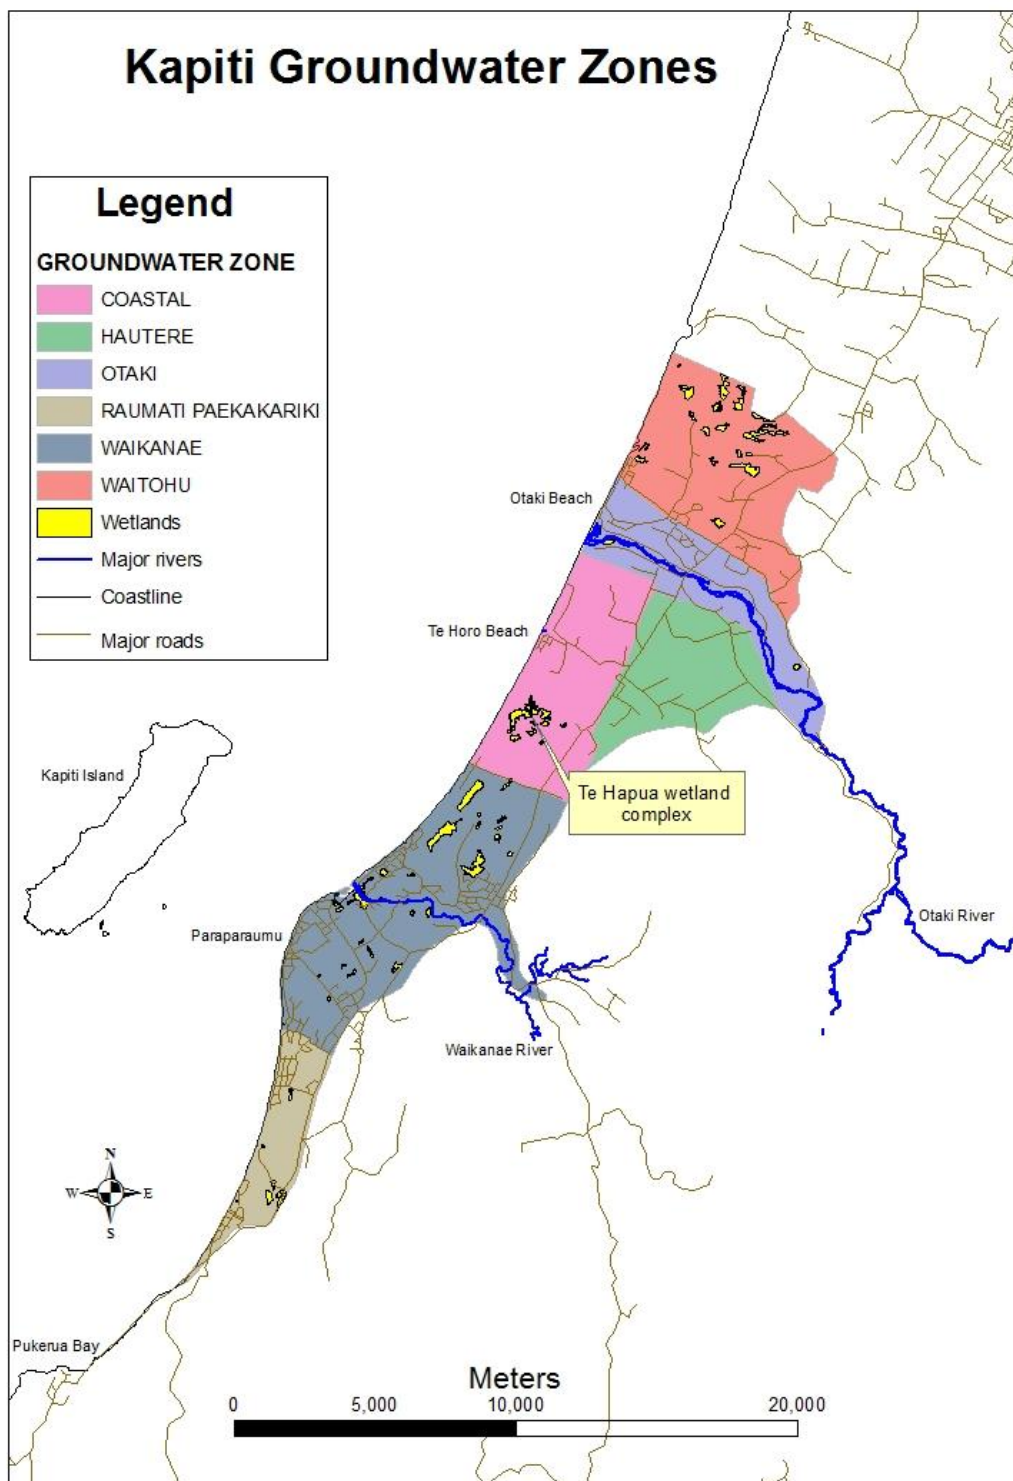 Kapiti Groundwater Zones
Legend
GROUNDWATER ZONE
COASTAL
HAUTERE
OTAKI
RAUMATI PAEKAKARIKI
WAIKANAE
WAITOHU
Wetlands
Major rivers
Coastline
Major roads
Otaki Beach
Te Horo Beach
Kapiti Island
Te Hapua wetland
complex
Otaki River
Paraparaumu
Waikanae River
N
W
E
S
Pukerua Bay
Meters
0
5,000
10,000
20,000